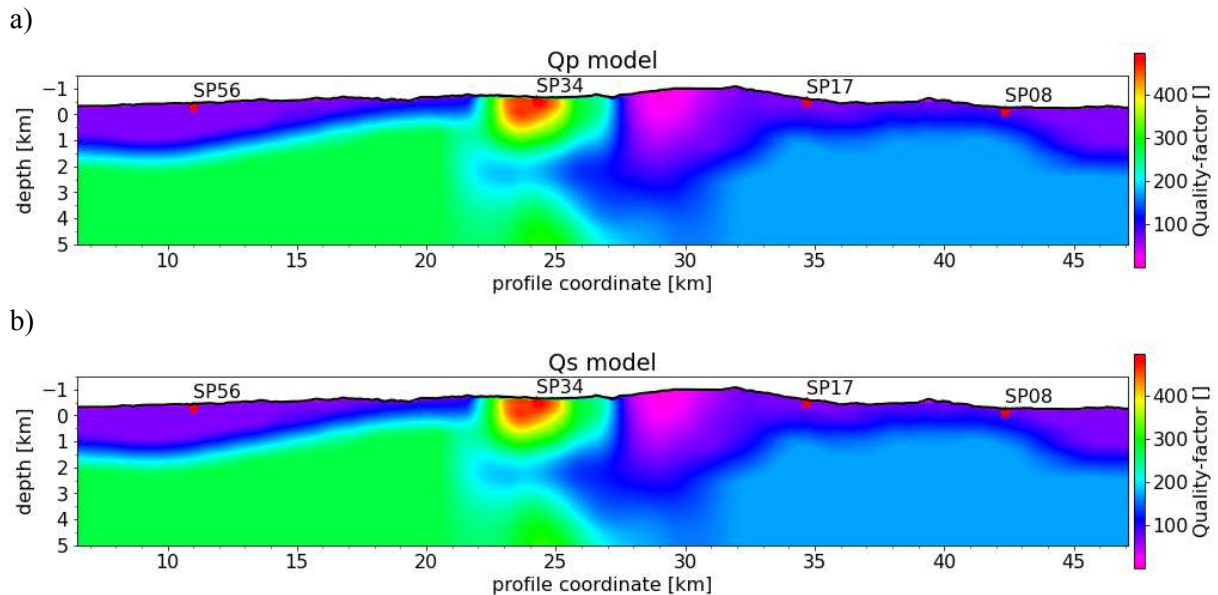 a)
Qp model
SP56
SP34
SP17
SP08
−1
0
1
2
3
4
5
depth [km]
10 15 20 25 30 35 40 45
profile coordinate [km]
400
300
200
100
Quality-factor []
b)
Qs model
SP56
SP34
SP17
SP08
−1
0
1
2
3
4
5
depth [km]
10 15 20 25 30 35 40 45
profile coordinate [km]
400
300
200
100
Quality-factor []